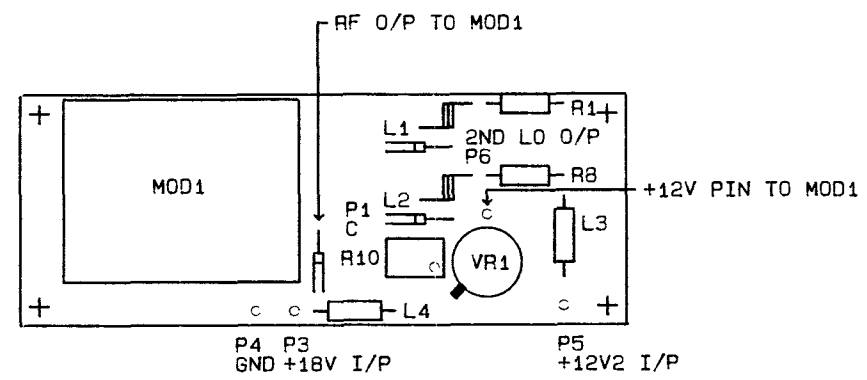 RF O/P TO MOD1
R1
L1
2ND LO O/P
P6
MOD1
L2
R8
+12V PIN TO MOD1
P1
C
L3
R10
VR1
L4
P4 P3
GND +18V I/P
P5
+12V2 I/P